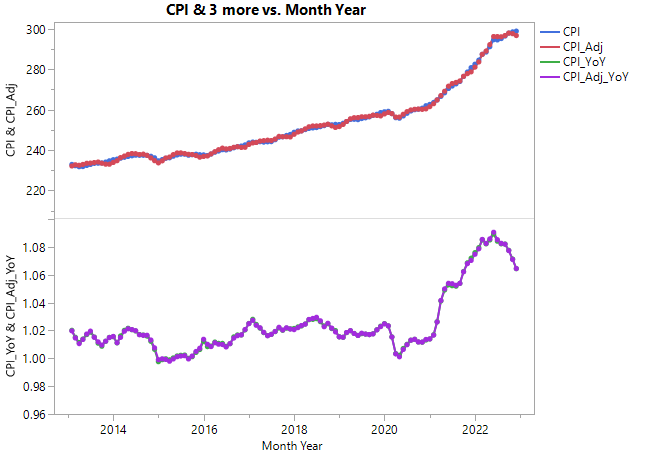 CPI & 3 more vs. Month Year
300
280
260
240
220
CPI & CPI_Adj
1.08
1.06
1.04
1.02
1.00
0.98
0.96
CPI_YoY & CPI_Adj_YoY
2014
2016
2018
2020
2022
Month Year
CPI
CPI_Adj
CPI_YoY
CPI_Adj_YoY